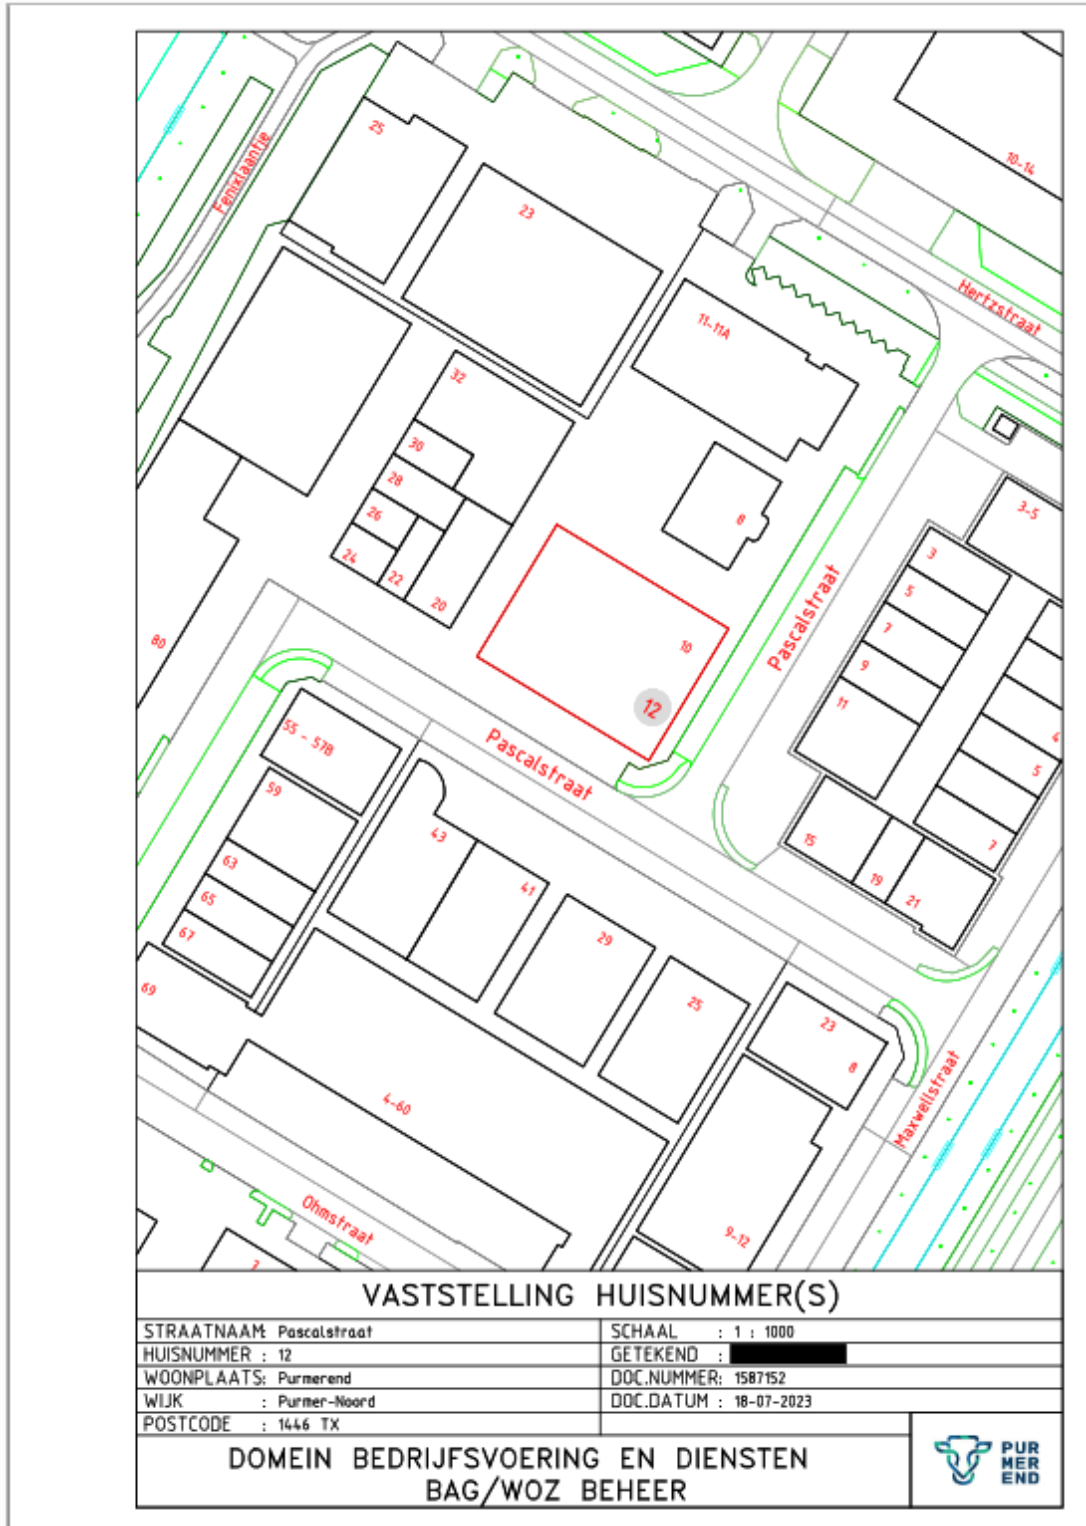 25
Fenixlaantje
23
10-14
Hertzstraat
11-11A
32
30
28
26
24
22
20
8
3-5
3
5
7
9
11
Pascalstraat
10
12
80
Pascalstraat
55 - 57B
59
63
65
67
69
43
41
29
25
23
8
15
19
21
4
5
7
Maxwellstraat
4-60
9-12
Ohmstraat
VASTSTELLING HUISNUMMER(S)
STRAATNAAM: Pascalstraat
HUISNUMMER : 12
WOONPLAATS: Purmerend
WIJK : Purmer-Noord
POSTCODE : 1446 TX
SCHAAL : 1 : 1000
GETEKEND :
DOC.NUMMER: 1587152
DOC.DATUM : 18-07-2023
DOMEIN BEDRIJFSVOERING EN DIENSTEN
BAG/WOZ BEHEER
PUR
MER
END